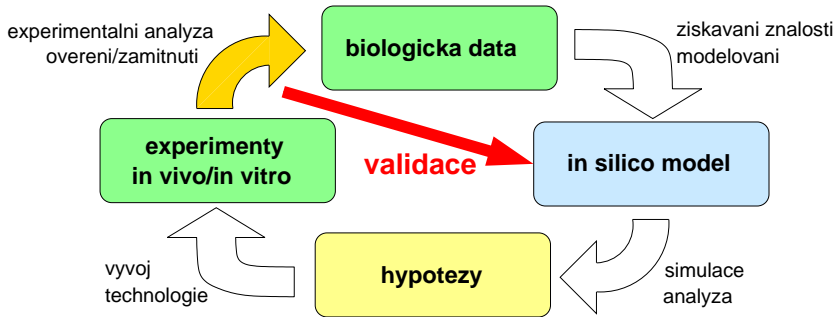 experimentalni analyza
overeni/zamitnuti
biologicka data
ziskavani znalosti
modelovani
experimenty
in vivo/in vitro
validace
in silico model
vyvoj
technologie
hypotezy
simulace
analyza